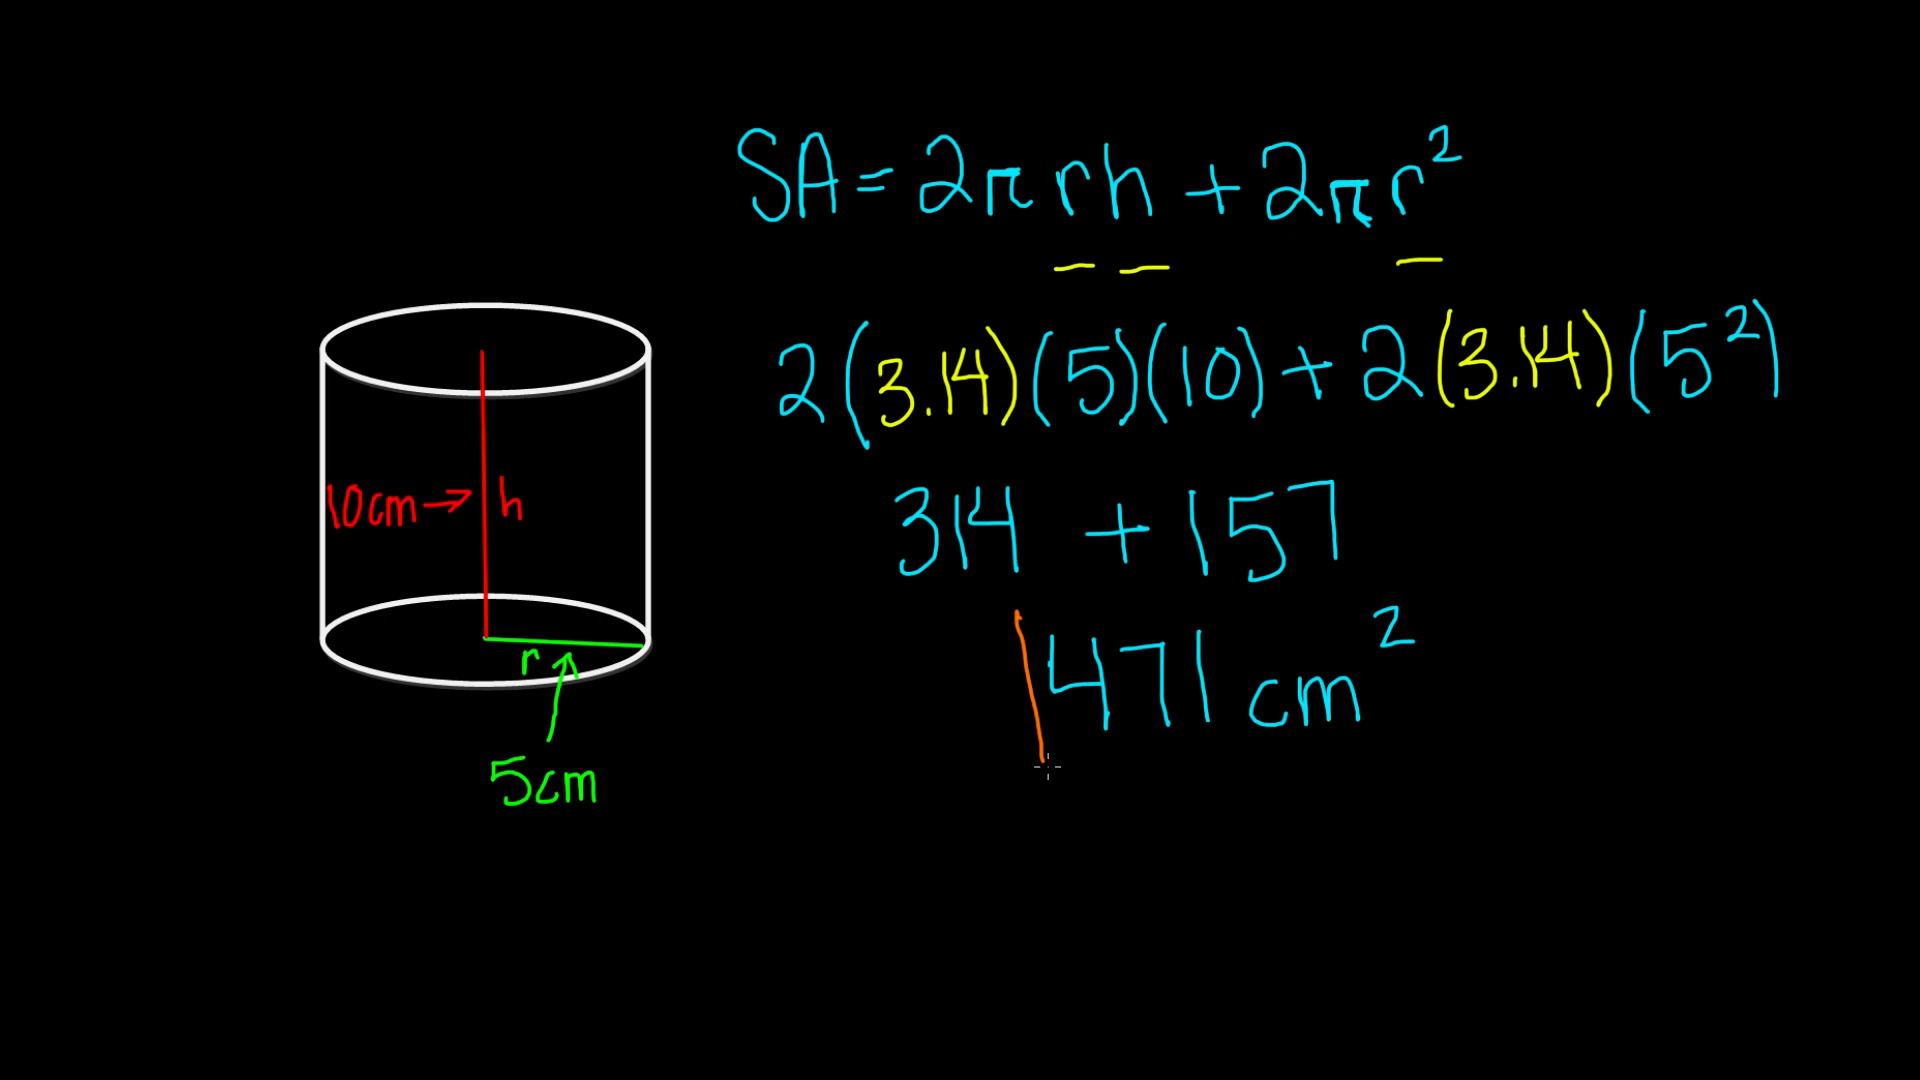 SA = 2πrh + 2πr²
2(3.14)(5)(10) + 2(3.14)(5²)
314 + 157
471 cm²
10cm → h
r
5cm